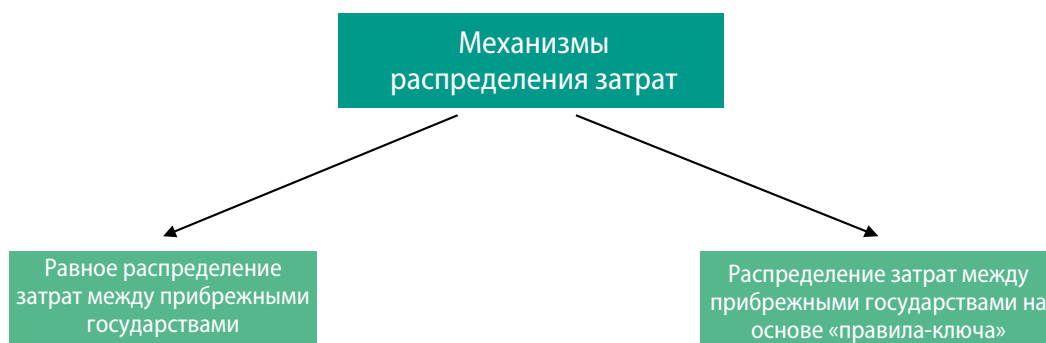 Механизмы
распределения затрат
Равное распределение
затрат между прибрежными
государствами
Распределение затрат между
прибрежными государствами на
основе «правила-ключа»